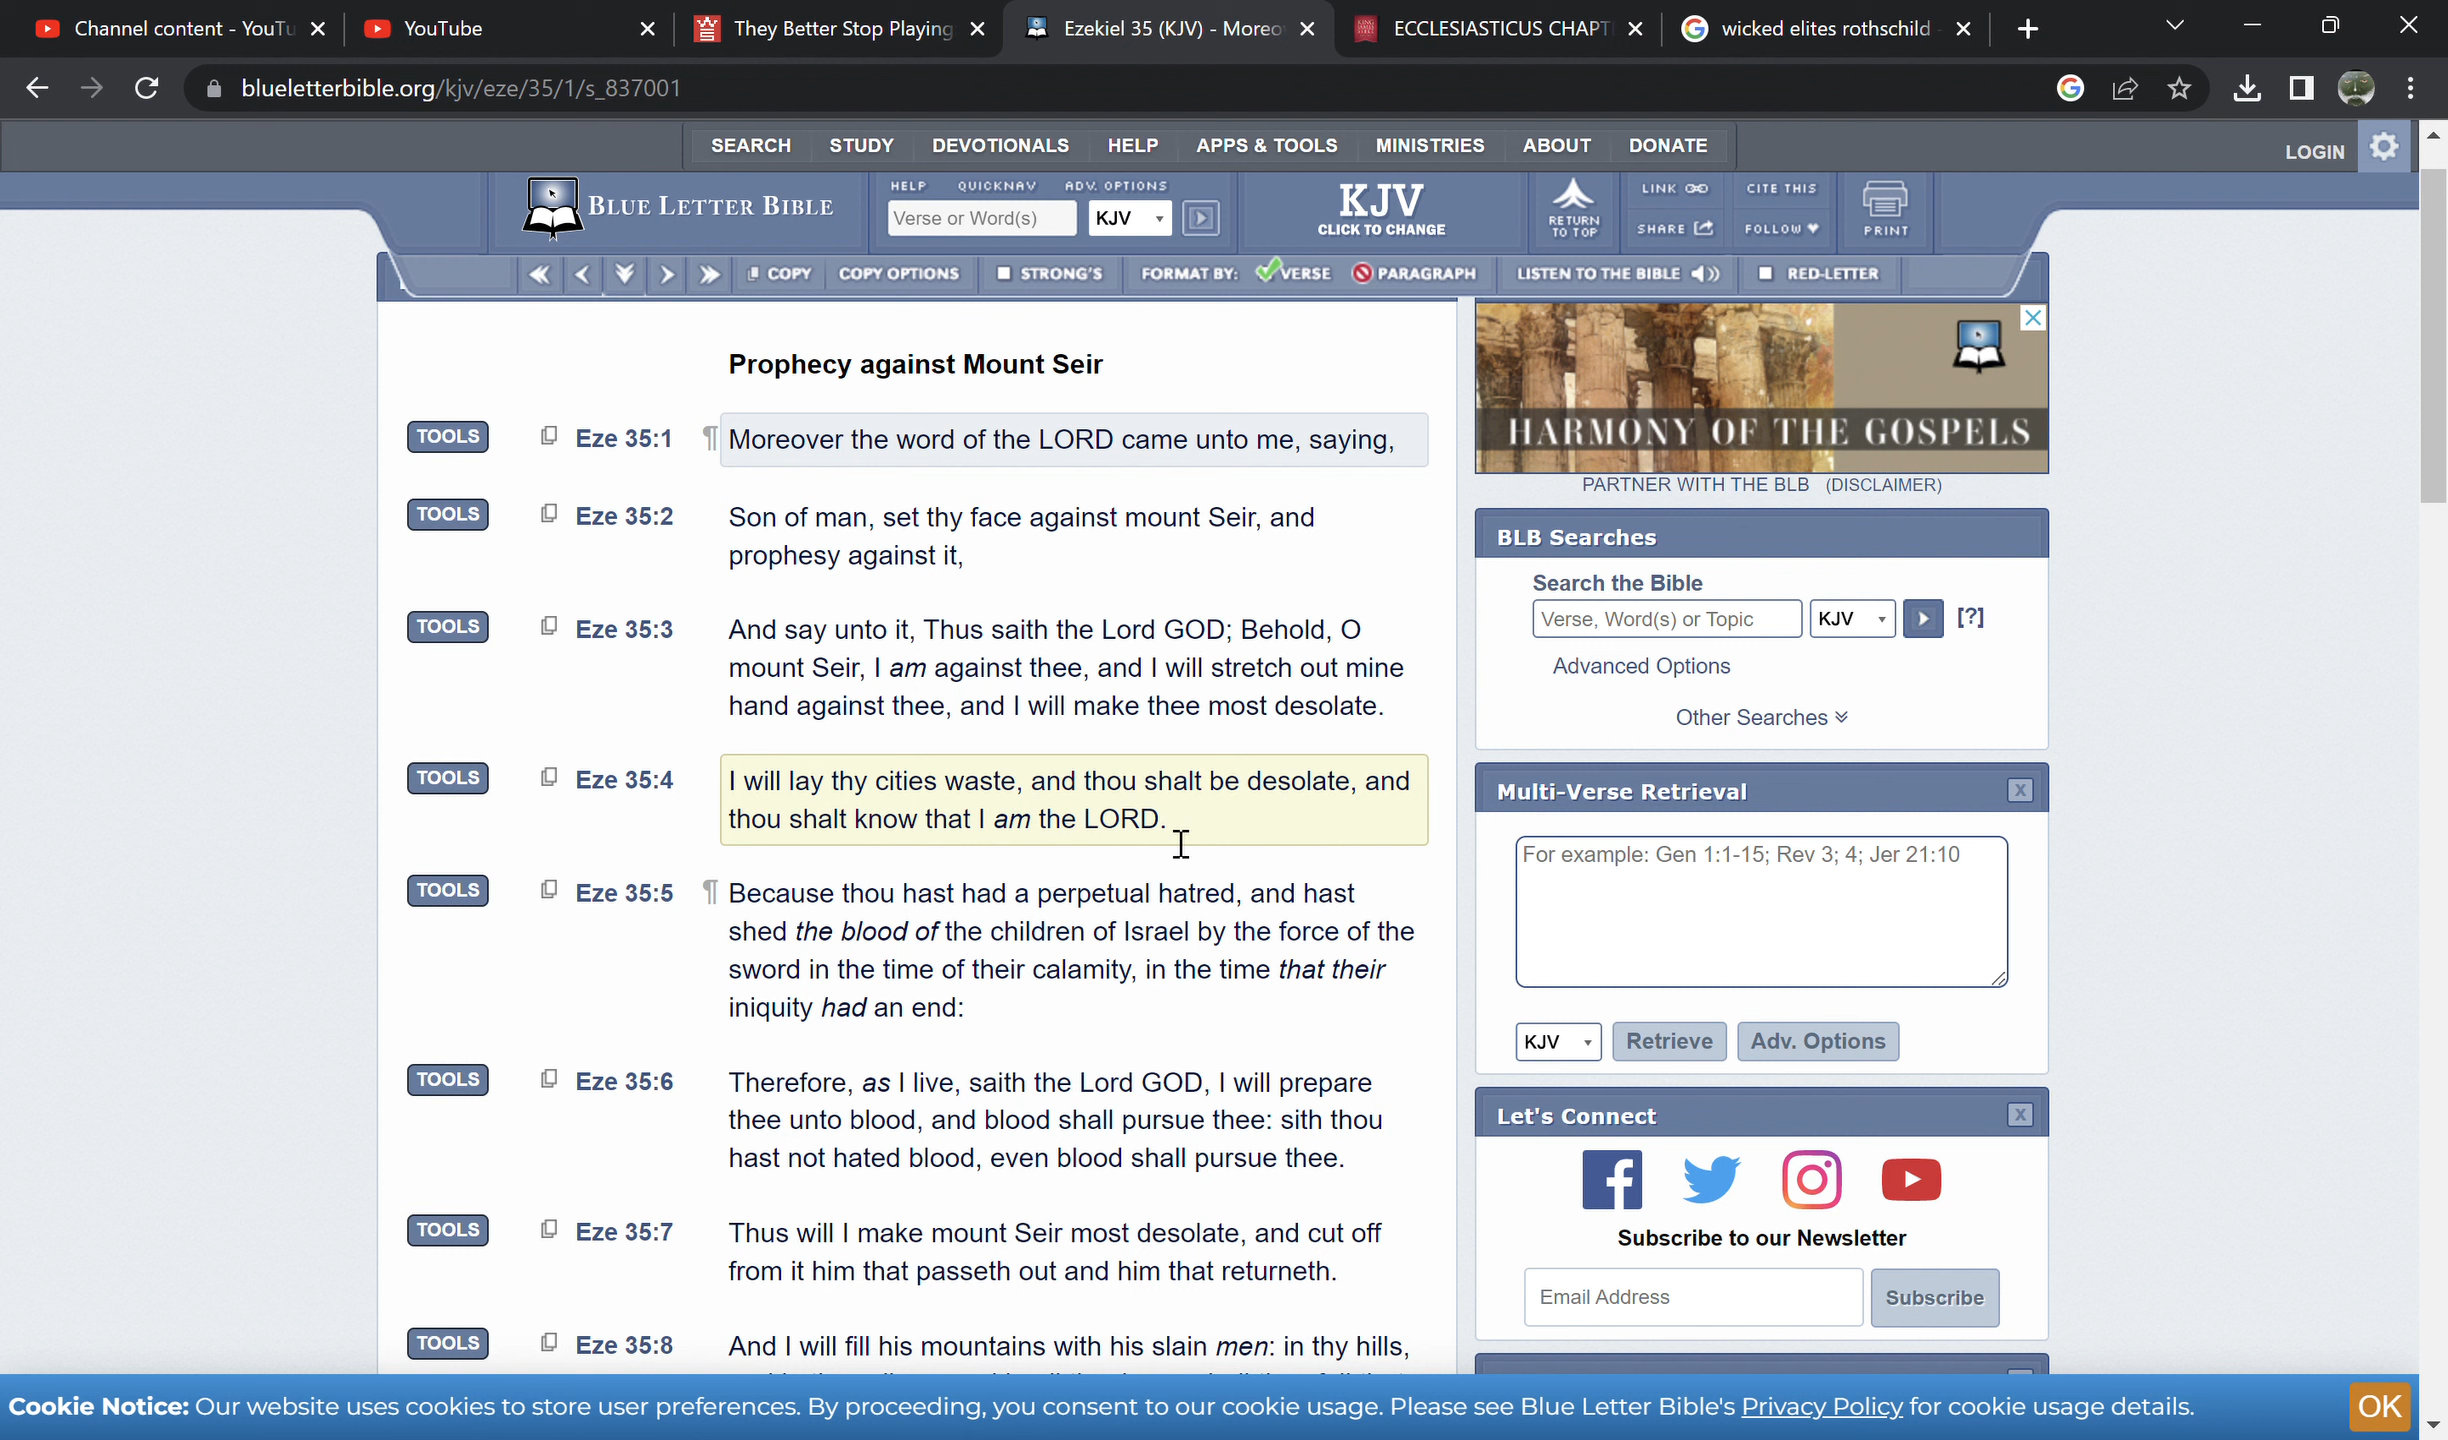 Channel content - YouTu
YouTube
They Better Stop Playing
Ezekiel 35 (KJV) - Moreo
ECCLESIASTICUS CHAPT
wicked elites rothschild -
blueletterbible.org/kjv/eze/35/1/s_837001
SEARCH STUDY DEVOTIONALS HELP APPS & TOOLS MINISTRIES ABOUT DONATE
LOGIN
BLUE LETTER BIBLE
HELP QUICKNAV ADV. OPTIONS
Verse or Word(s) KJV
KJV
CLICK TO CHANGE
RETURN
TO TOP
LINK CITE THIS
SHARE FOLLOW
PRINT
COPY COPY OPTIONS STRONG'S FORMAT BY: VERSE PARAGRAPH LISTEN TO THE BIBLE RED-LETTER
Prophecy against Mount Seir
TOOLS Eze 35:1 ¶ Moreover the word of the LORD came unto me, saying,
TOOLS Eze 35:2 Son of man, set thy face against mount Seir, and
prophesy against it,
TOOLS Eze 35:3 And say unto it, Thus saith the Lord GOD; Behold, O
mount Seir, I am against thee, and I will stretch out mine
hand against thee, and I will make thee most desolate.
TOOLS Eze 35:4 I will lay thy cities waste, and thou shalt be desolate, and
thou shalt know that I am the LORD.
TOOLS Eze 35:5 ¶ Because thou hast had a perpetual hatred, and hast
shed the blood of the children of Israel by the force of the
sword in the time of their calamity, in the time that their
iniquity had an end:
TOOLS Eze 35:6 Therefore, as I live, saith the Lord GOD, I will prepare
thee unto blood, and blood shall pursue thee: sith thou
hast not hated blood, even blood shall pursue thee.
TOOLS Eze 35:7 Thus will I make mount Seir most desolate, and cut off
from it him that passeth out and him that returneth.
TOOLS Eze 35:8 And I will fill his mountains with his slain men: in thy hills,
HARMONY OF THE GOSPELS
PARTNER WITH THE BLB (DISCLAIMER)
BLB Searches
Search the Bible
Verse, Word(s) or Topic KJV [?]
Advanced Options
Other Searches
Multi-Verse Retrieval X
For example: Gen 1:1-15; Rev 3; 4; Jer 21:10
KJV Retrieve Adv. Options
Let's Connect X
Subscribe to our Newsletter
Email Address Subscribe
Cookie Notice: Our website uses cookies to store user preferences. By proceeding, you consent to our cookie usage. Please see Blue Letter Bible's Privacy Policy for cookie usage details. OK